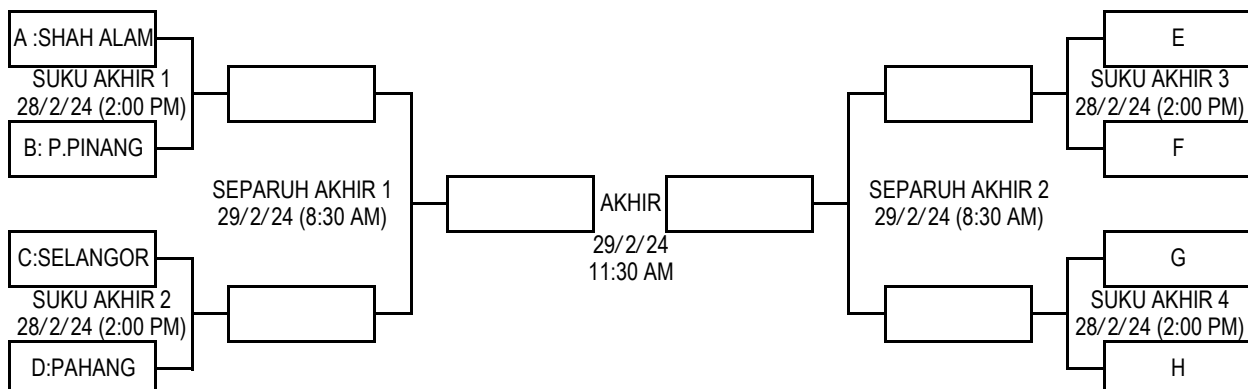 A :SHAH ALAM
SUKU AKHIR 1
28/2/24 (2:00 PM)
B: P.PINANG
SEPARUH AKHIR 1
29/2/24 (8:30 AM)
C:SELANGOR
SUKU AKHIR 2
28/2/24 (2:00 PM)
D:PAHANG
AKHIR
29/2/24
11:30 AM
E
SUKU AKHIR 3
28/2/24 (2:00 PM)
F
SEPARUH AKHIR 2
29/2/24 (8:30 AM)
G
SUKU AKHIR 4
28/2/24 (2:00 PM)
H